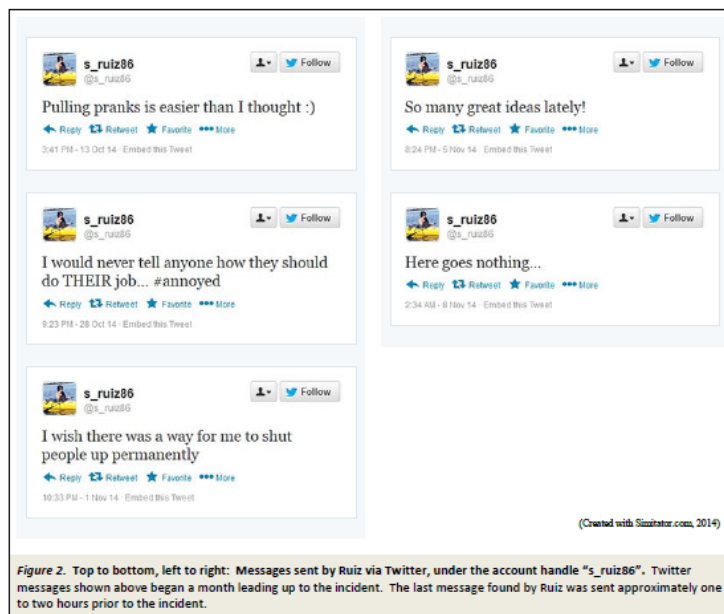 s_ruiz86
@s_ruiz86
Follow
Pulling pranks is easier than I thought :)
Reply Retweet Favorite More
3:41 PM - 13 Oct 14 · Embed this Tweet
s_ruiz86
@s_ruiz86
Follow
I would never tell anyone how they should
do THEIR job... #annoyed
Reply Retweet Favorite More
9:23 PM - 28 Oct 14 · Embed this Tweet
s_ruiz86
@s_ruiz86
Follow
I wish there was a way for me to shut
people up permanently
Reply Retweet Favorite More
10:33 PM - 1 Nov 14 · Embed this Tweet
s_ruiz86
@s_ruiz86
Follow
So many great ideas lately!
Reply Retweet Favorite More
8:24 PM - 5 Nov 14 · Embed this Tweet
s_ruiz86
@s_ruiz86
Follow
Here goes nothing...
Reply Retweet Favorite More
2:34 AM - 8 Nov 14 · Embed this Tweet
(Created with Simitator.com, 2014)
Figure 2. Top to bottom, left to right: Messages sent by Ruiz via Twitter, under the account handle “s_ruiz86”. Twitter
messages shown above began a month leading up to the incident. The last message found by Ruiz was sent approximately one
to two hours prior to the incident.